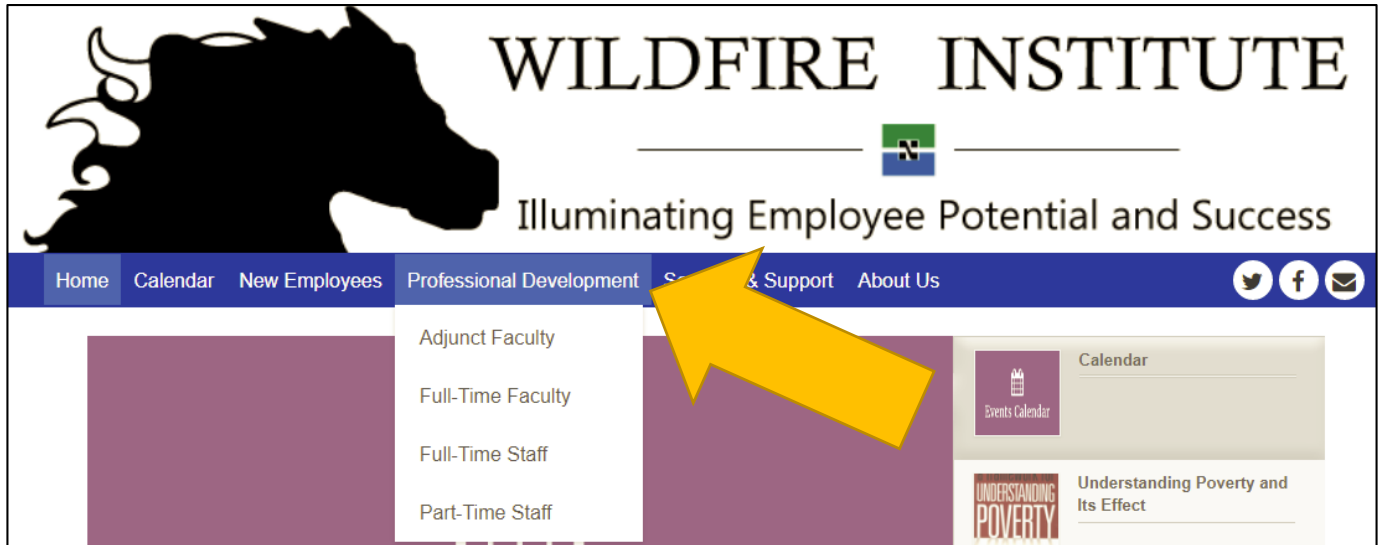 WILDFIRE INSTITUTE
N
Illuminating Employee Potential and Success
Home Calendar New Employees Professional Development & Support About Us
Adjunct Faculty
Full-Time Faculty
Full-Time Staff
Part-Time Staff
Calendar
Events Calendar
Understanding Poverty and
Its Effect
UNDERSTANDING
POVERTY